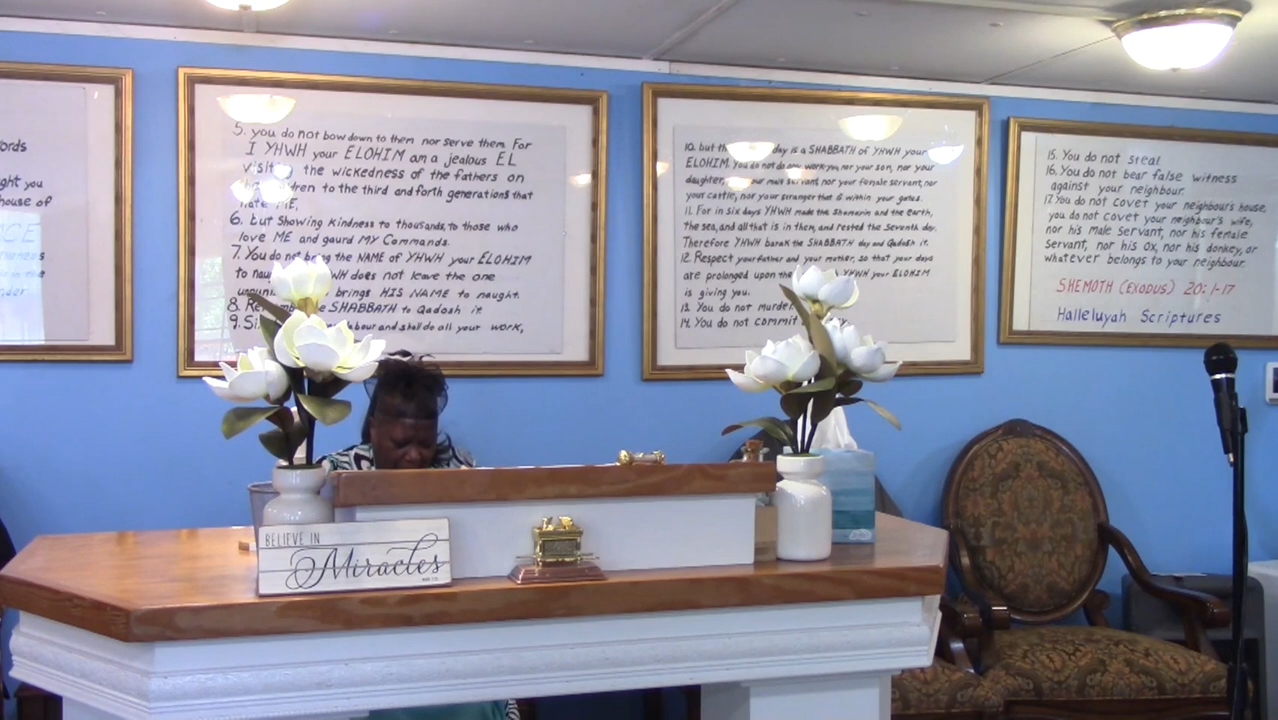 ords
ght you
house of
5. you do not bow down to them nor serve them. For
I YHWH your ELOHIM am a jealous EL
the wickedness of the fathers on
to the third and forth generations that
hate ME,
6. but showing kindness to thousands, to those who
love ME and gaurd MY Commands.
7. You do not bring the NAME of YHWH your ELOHIM
to WH does not leave the one
brings HIS NAME to naught.
8. the SHABBATH to Qadosh it.
9. and shall do all your work,
10. but the day is a SHABBATH of YHWH your
ELOHIM. You do not do any work you, nor your son, nor your
daughter, your male servant, nor your female servant, nor
your cattle, nor your stranger that is within your gates.
11. For in six days YHWH made the Shamayim and the Earth,
the sea, and all that is in them, and rested the Seventh day.
Therefore YHWH barak the SHABBATH day and Qadosh it.
12. Respect your father and your mother, so that your days
are prolonged upon the YHWH your ELOHIM
is giving you.
13. You do not murder.
14. You do not commit
15. You do not steal.
16. You do not bear false witness
against your neighbour.
17. You do not covet your neighbour's house,
you do not covet your neighbour's wife,
nor his male servant, nor his female
servant, nor his ox, nor his donkey, or
whatever belongs to your neighbour.
SHEMOTH (EXODUS) 20:1-17
Halleluyah Scriptures
BELIEVE IN
Miracles